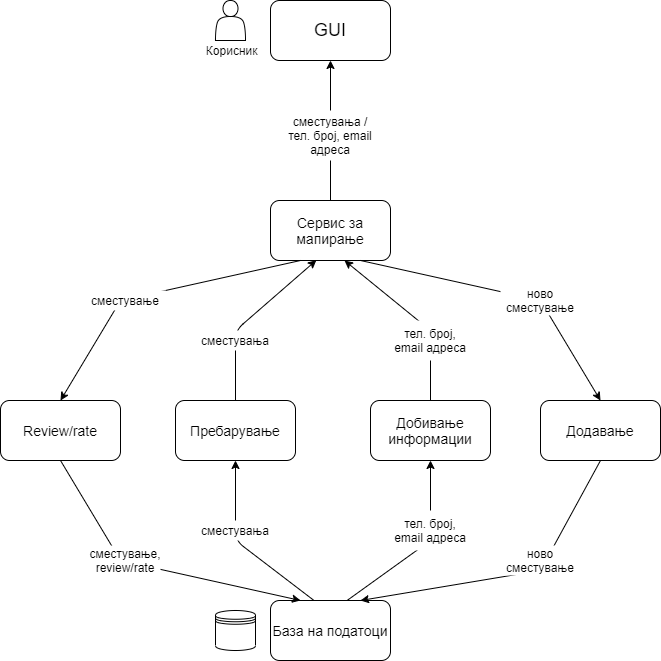 GUI
Корисник
сместувања /
тел. број, email
адреса
Сервис за
мапирање
сместување
сместувања
тел. број,
email адреса
ново
сместување
Review/rate
Пребарување
Добивање
информации
Додавање
сместување,
review/rate
сместувања
тел. број,
email адреса
ново
сместување
База на податоци